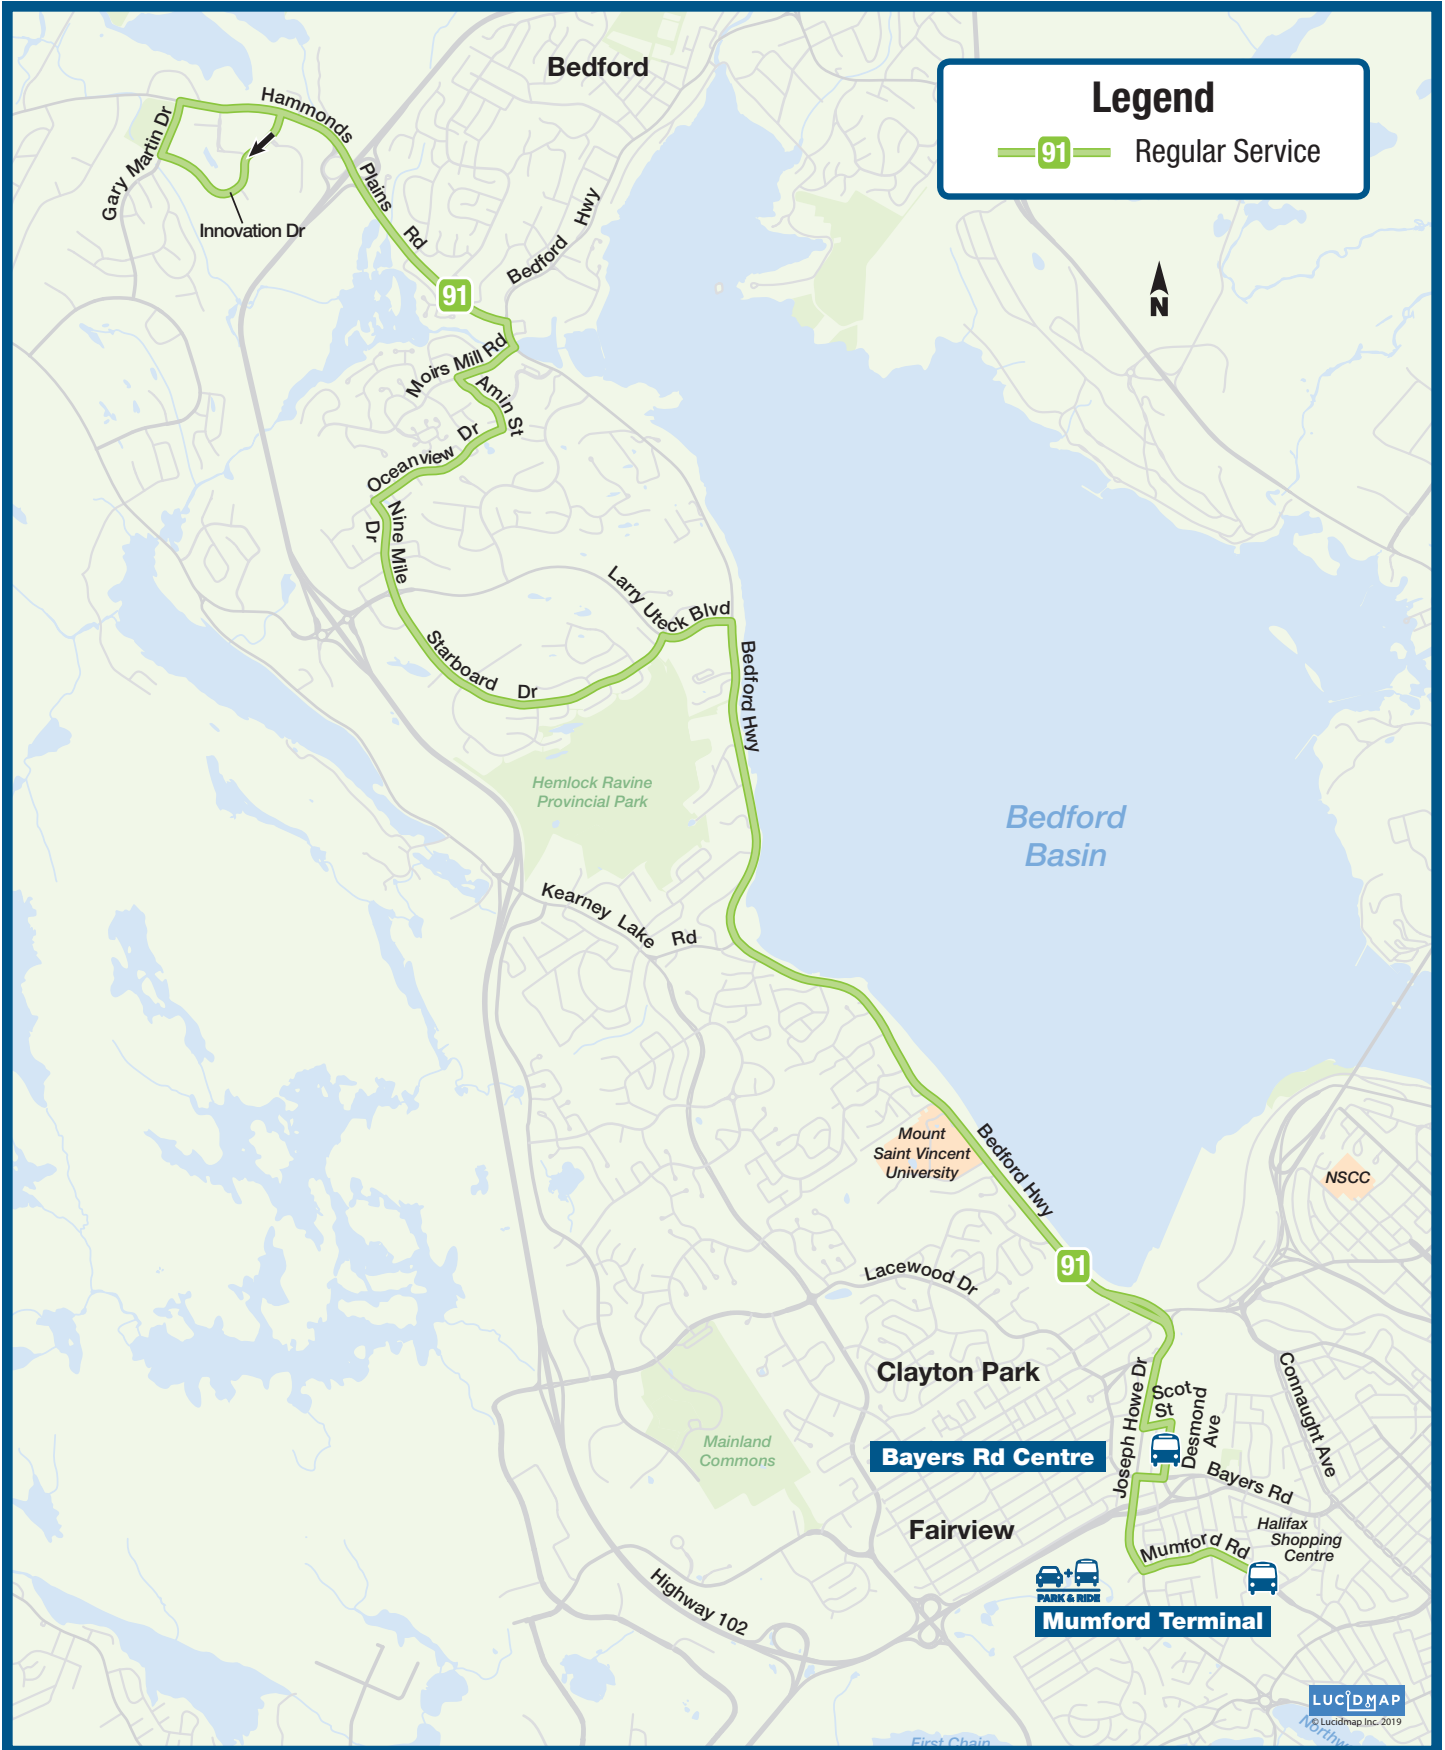 Bedford
Legend
91
Regular Service
N
Hammonds
Plains
Rd
Gary Martin Dr
Innovation Dr
Bedford Hwy
91
Moirs Mill Rd
Amin St
Oceanview Dr
Nine Mile
Dr
Larry Uteck Blvd
Starboard Dr
Bedford Hwy
Hemlock Ravine
Provincial Park
Bedford
Basin
Kearney Lake Rd
Mount
Saint Vincent
University
Bedford Hwy
NSCC
91
Lacewood Dr
Clayton Park
Joseph Howe Dr
Scot
St
Desmond
Ave
Connaught Ave
Mainland
Commons
Bayers Rd Centre
Bayers Rd
Fairview
Halifax
Shopping
Centre
Mumford Rd
Highway 102
+
PARK & RIDE
Mumford Terminal
LUCIDMAP
© Lucidmap Inc. 2019
First Chain